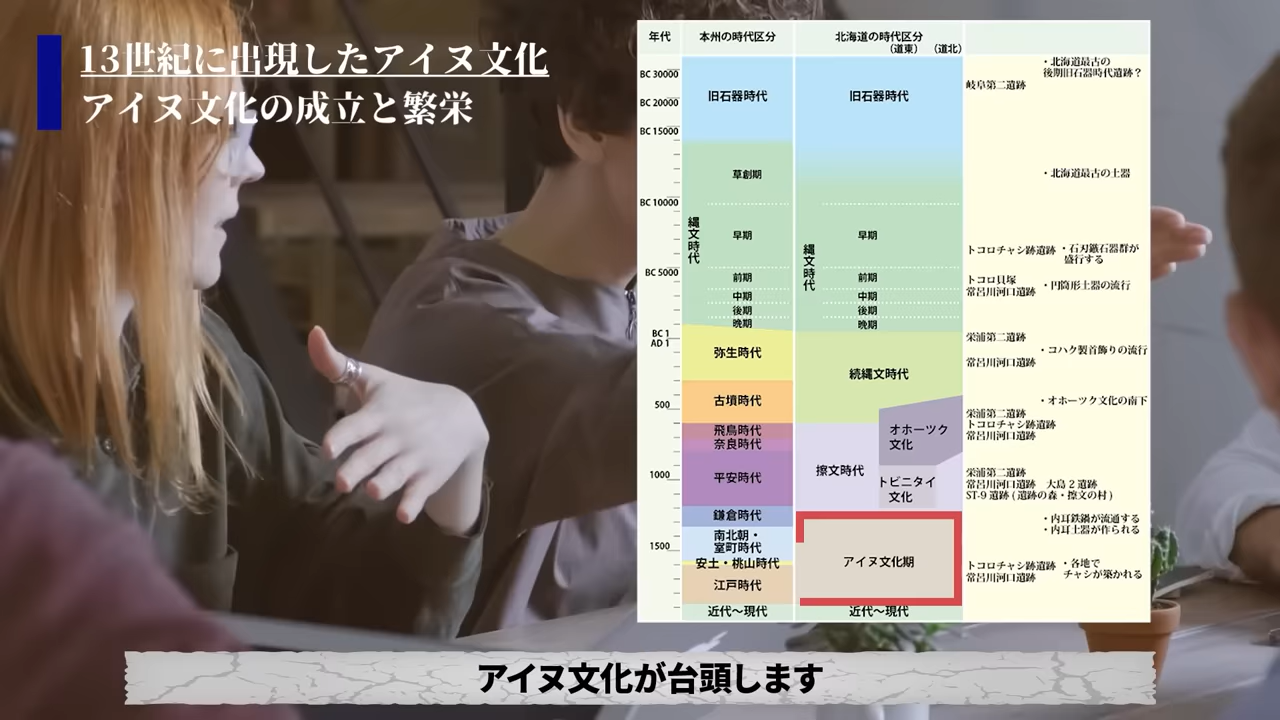 13世紀に出現したアイヌ文化
アイヌ文化の成立と繁栄
年代
本州の時代区分
北海道の時代区分
（道東）（道北）
BC 30000
BC 20000
BC 15000
BC 10000
BC 5000
BC 1
AD 1
500
1000
1500
旧石器時代
縄文時代
草創期
早期
前期
中期
後期
晩期
弥生時代
古墳時代
飛鳥時代
奈良時代
平安時代
鎌倉時代
南北朝・
室町時代
安土・桃山時代
江戸時代
近代～現代
旧石器時代
縄文時代
早期
前期
中期
後期
晩期
続縄文時代
オホーツク
文化
擦文時代
トビニタイ
文化
アイヌ文化期
近代～現代
・北海道最古の
後期旧石器時代遺跡？
岐阜第二遺跡
・北海道最古の土器
トコロチャシ跡遺跡 ・石刃鏃石器群が
盛行する
トコロ貝塚
常呂川河口遺跡 ・円筒形土器の流行
栄浦第二遺跡
・コハク製首飾りの流行
常呂川河口遺跡
・オホーツク文化の南下
栄浦第二遺跡
トコロチャシ跡遺跡
常呂川河口遺跡
栄浦第二遺跡
常呂川河口遺跡 大島2遺跡
ST-9遺跡(遺跡の森・擦文の村)
・内耳鉄鍋が流通する
・内耳土器が作られる
トコロチャシ跡遺跡 ・各地で
チャシが築かれる
常呂川河口遺跡
アイヌ文化が台頭します